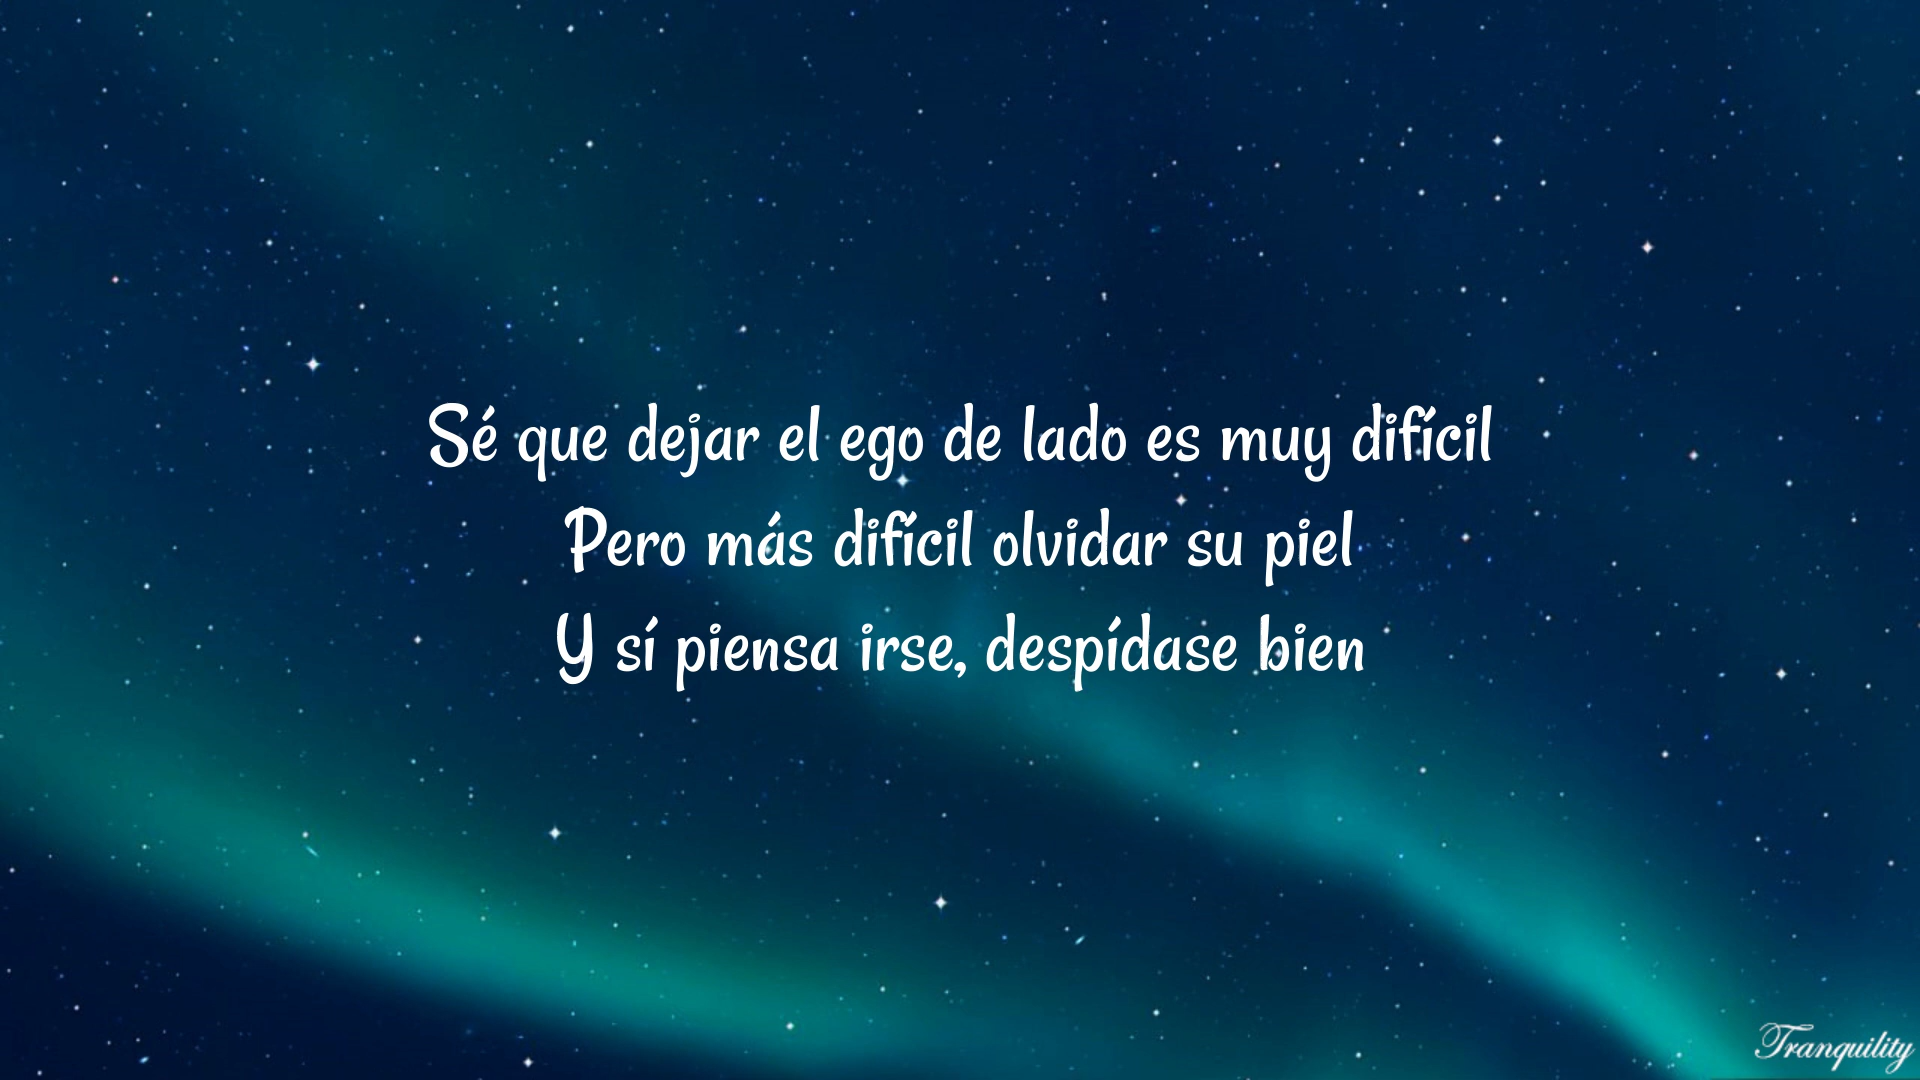 Sé que dejar el ego de lado es muy difícil
Pero más difícil olvidar su piel
Y sí piensa irse, despídase bien
Tranquility